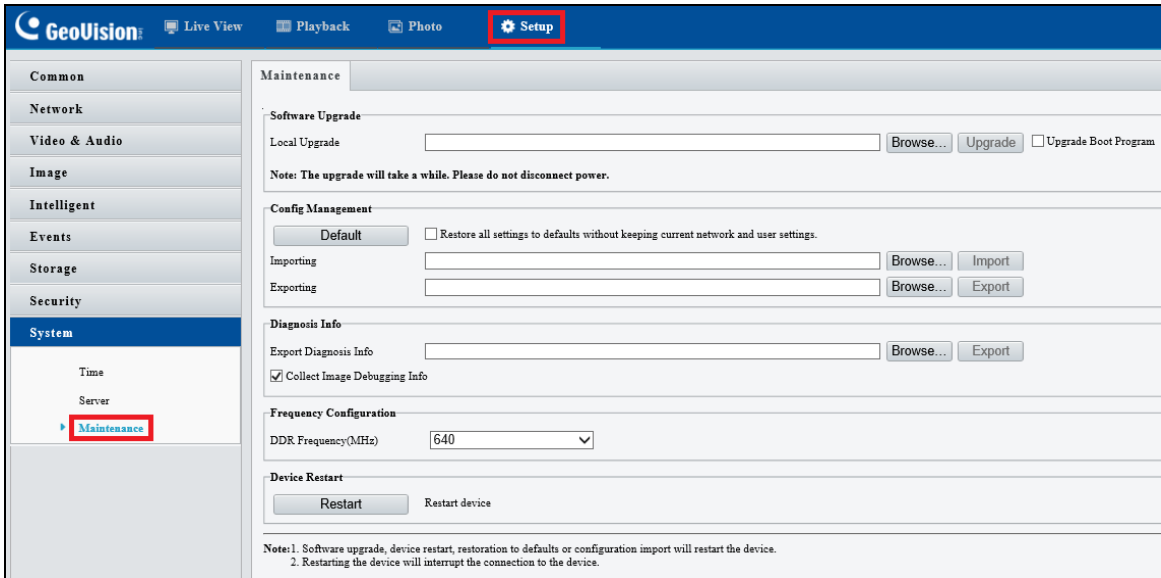 GeoVision Live View Playback Photo Setup
Common
Network
Video & Audio
Image
Intelligent
Events
Storage
Security
System
Time
Server
Maintenance
Maintenance
Software Upgrade
Local Upgrade Browse... Upgrade Upgrade Boot Program
Note: The upgrade will take a while. Please do not disconnect power.
Config Management
Default Restore all settings to defaults without keeping current network and user settings.
Importing Browse... Import
Exporting Browse... Export
Diagnosis Info
Export Diagnosis Info Browse... Export
Collect Image Debugging Info
Frequency Configuration
DDR Frequency(MHz) 640
Device Restart
Restart Restart device
Note:1. Software upgrade, device restart, restoration to defaults or configuration import will restart the device.
2. Restarting the device will interrupt the connection to the device.